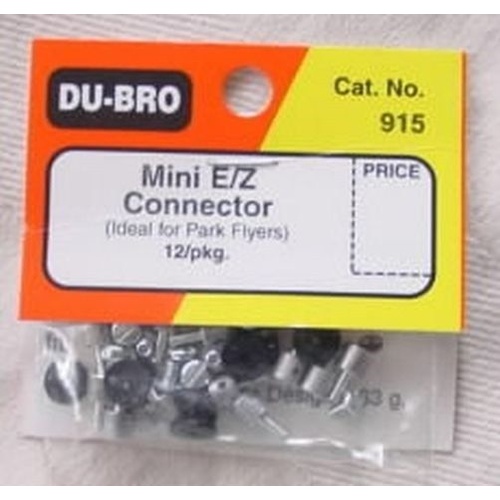 DU-BRO
Cat. No.
915
Mini E/Z
Connector
(Ideal for Park Flyers)
12/pkg.
PRICE
g.